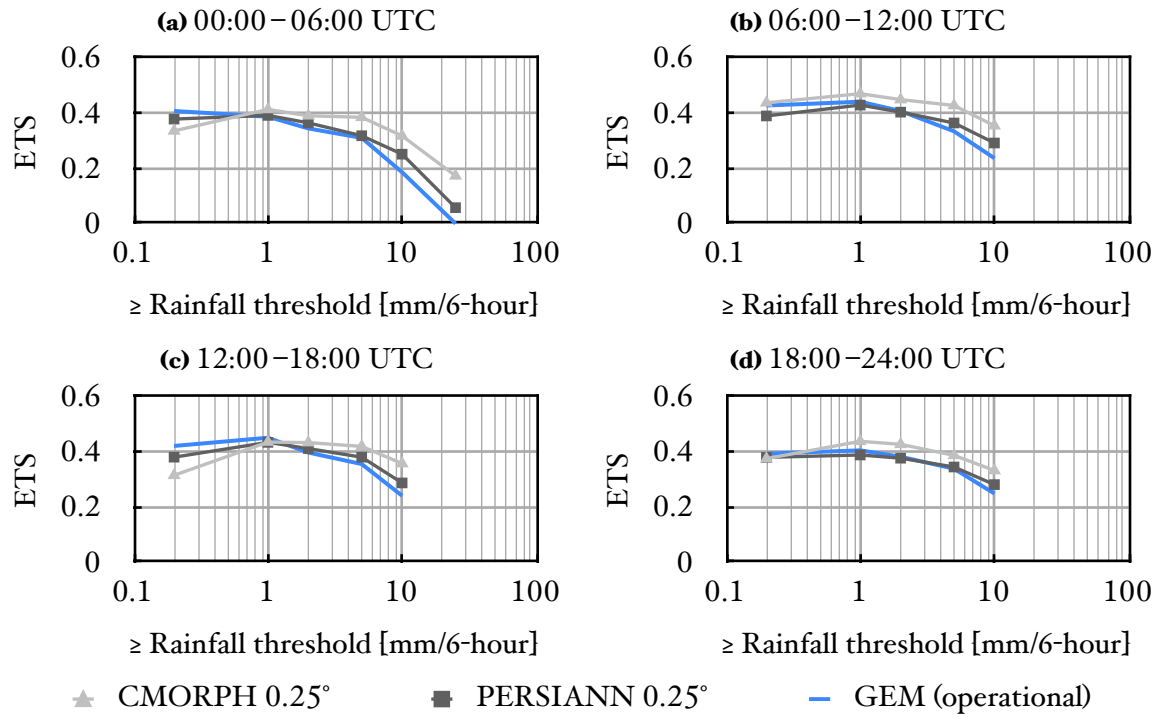 (a) 00:00–06:00 UTC
(b) 06:00–12:00 UTC
0.6
0.4
0.2
0
ETS
0.1 1 10 100
≥ Rainfall threshold [mm/6-hour]
0.6
0.4
0.2
0
ETS
0.1 1 10 100
≥ Rainfall threshold [mm/6-hour]
(c) 12:00–18:00 UTC
(d) 18:00–24:00 UTC
0.6
0.4
0.2
0
ETS
0.1 1 10 100
≥ Rainfall threshold [mm/6-hour]
0.6
0.4
0.2
0
ETS
0.1 1 10 100
≥ Rainfall threshold [mm/6-hour]
CMORPH 0.25° PERSIANN 0.25° GEM (operational)